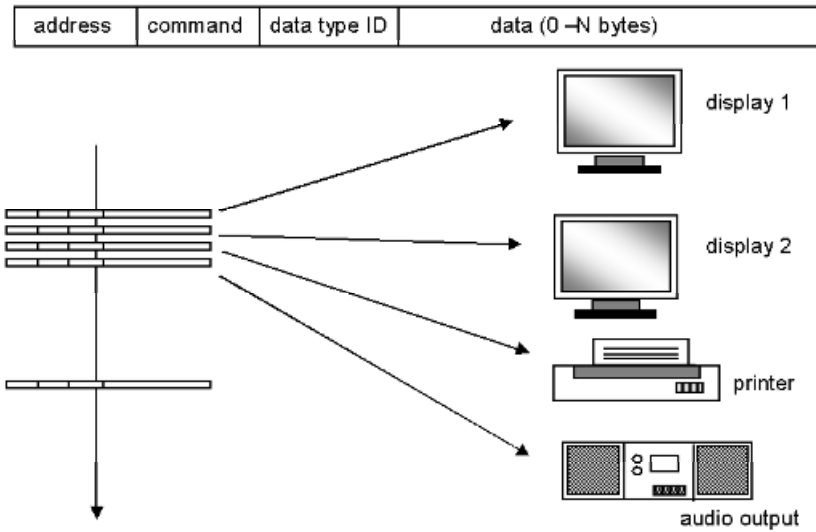 address command data type ID data (0 –N bytes)
display 1
display 2
printer
audio output